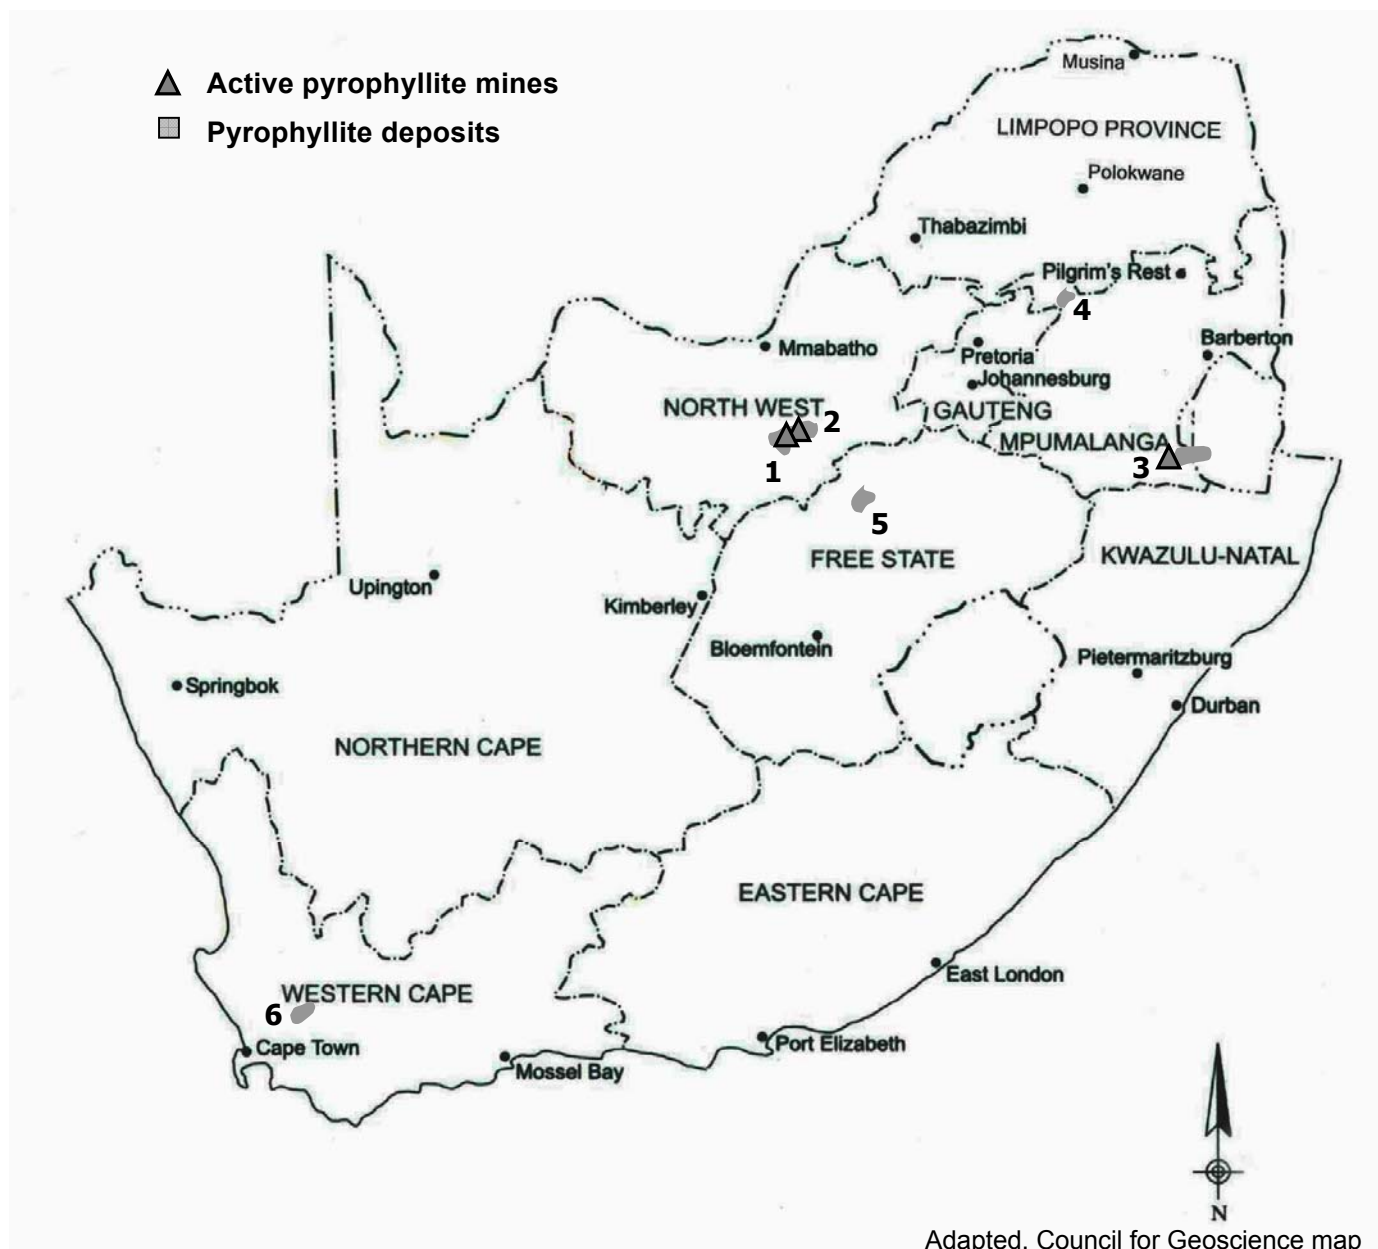 Active pyrophyllite mines
Pyrophyllite deposits
Musina
LIMPOPO PROVINCE
Polokwane
Thabazimbi
Pilgrim's Rest
4
Mmabatho
Pretoria
Barberton
Johannesburg
NORTH WEST
GAUTENG
2
MPUMALANGA
1
3
5
FREE STATE
KWAZULU-NATAL
Upington
Kimberley
Bloemfontein
Pietermaritzburg
Springbok
Durban
NORTHERN CAPE
EASTERN CAPE
East London
WESTERN CAPE
6
Cape Town
Port Elizabeth
Mossel Bay
N
Adapted, Council for Geoscience map